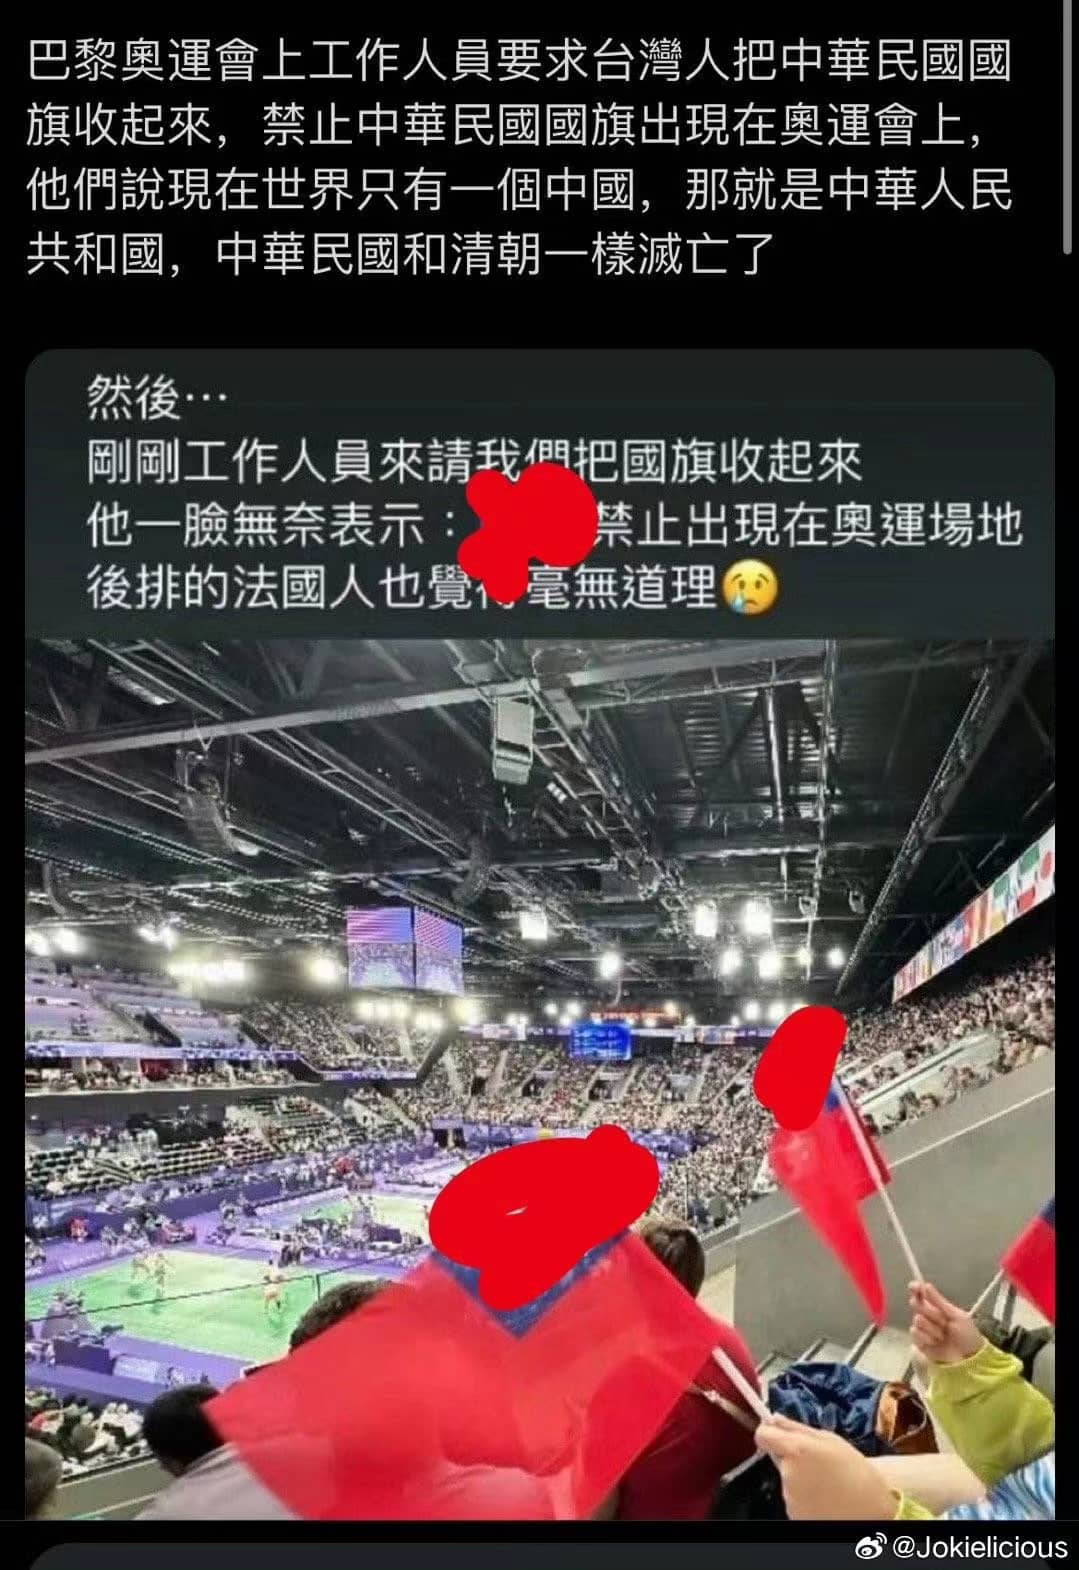 巴黎奧運會上工作人員要求台灣人把中華民國國
旗收起來，禁止中華民國國旗出現在奧運會上，
他們說現在世界只有一個中國，那就是中華人民
共和國，中華民國和清朝一樣滅亡了
然後⋯
剛剛工作人員來請我們把國旗收起來
他一臉無奈表示：禁止出現在奧運場地
後排的法國人也覺得毫無道理😢
@Jokielicious